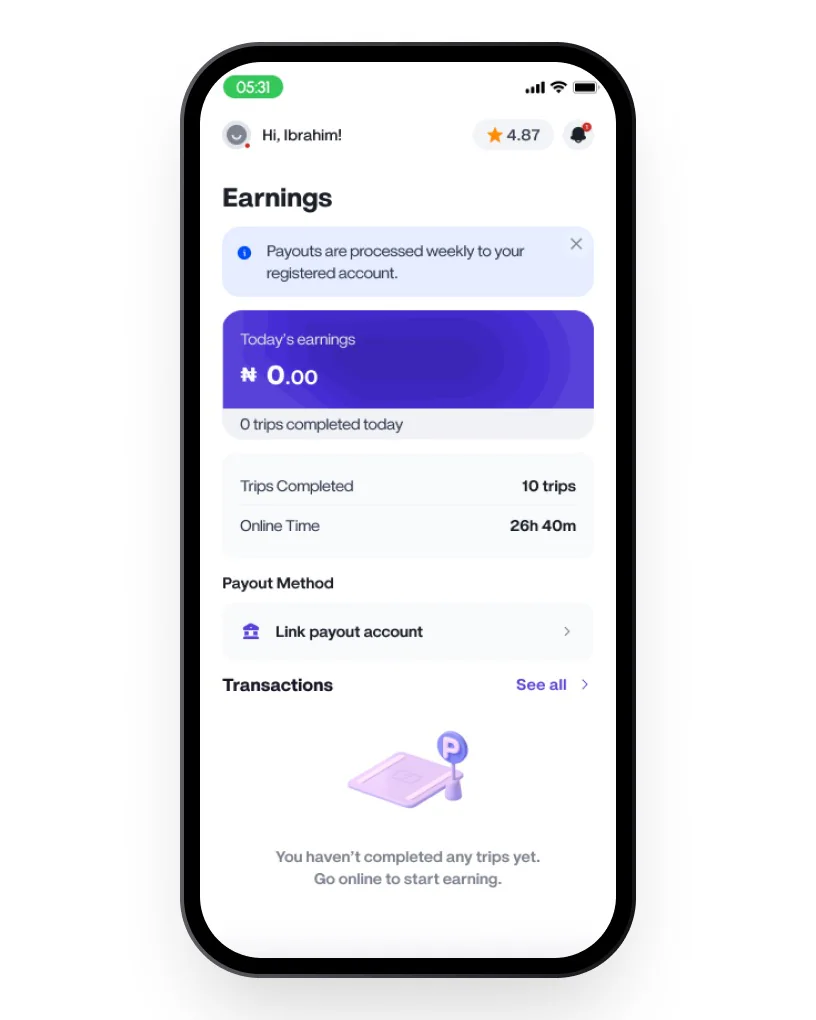 05:31
Hi, Ibrahim!
4.87
Earnings
Payouts are processed weekly to your
registered account.
Today's earnings
₦ 0.00
0 trips completed today
Trips Completed 10 trips
Online Time 26h 40m
Payout Method
Link payout account
Transactions See all
P
You haven't completed any trips yet.
Go online to start earning.